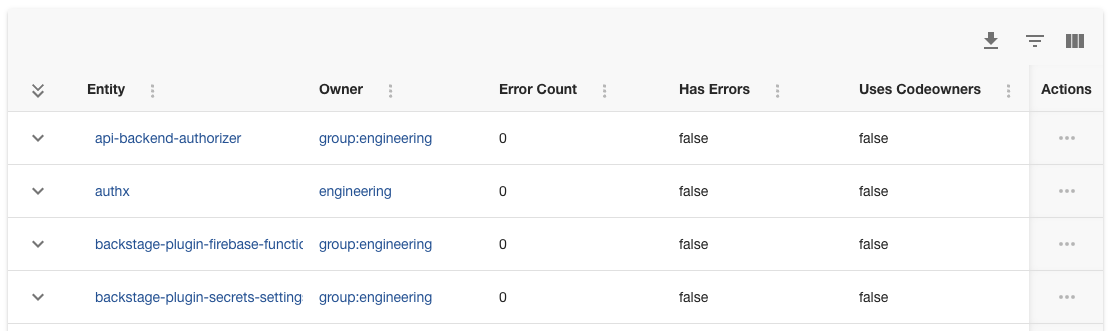 Entity Owner Error Count Has Errors Uses Codeowners Actions
api-backend-authorizer group:engineering 0 false false
authx engineering 0 false false
backstage-plugin-firebase-functio group:engineering 0 false false
backstage-plugin-secrets-setting group:engineering 0 false false